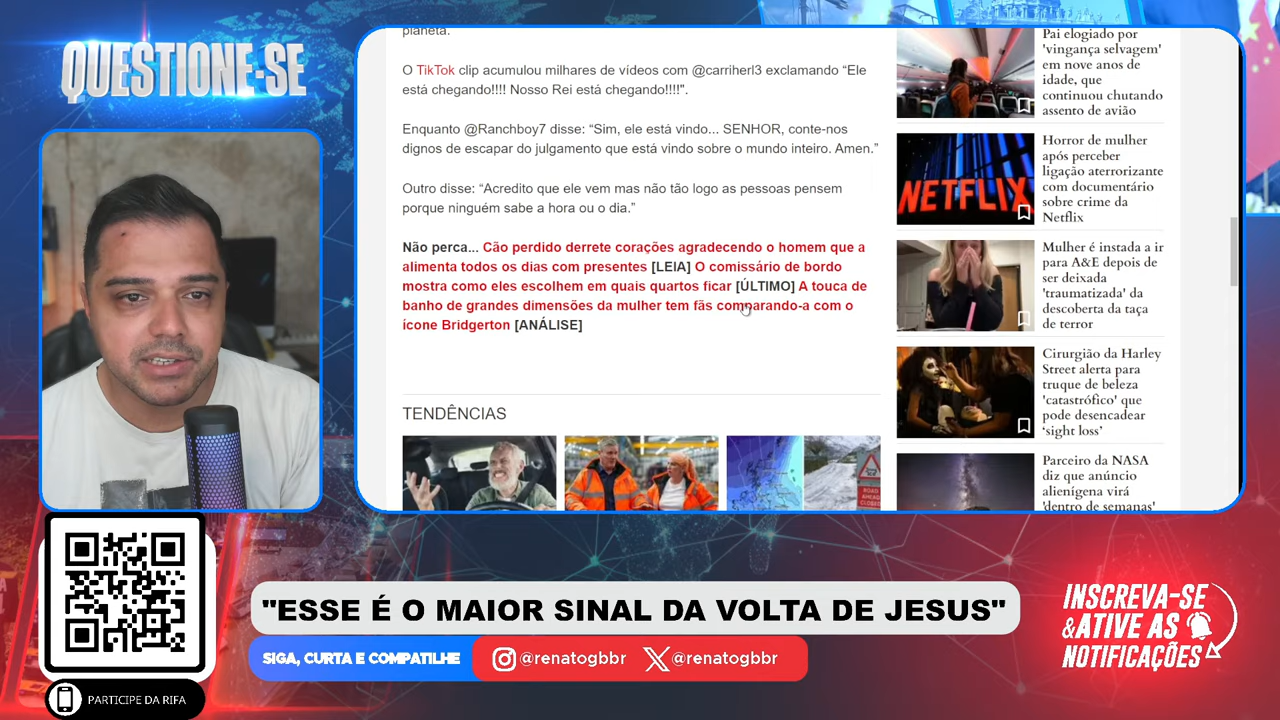 QUESTIONE-SE
planeta.
O TikTok clip acumulou milhares de vídeos com @carriherl3 exclamando “Ele
está chegando!!!! Nosso Rei está chegando!!!!".
Enquanto @Ranchboy7 disse: “Sim, ele está vindo... SENHOR, conte-nos
dignos de escapar do julgamento que está vindo sobre o mundo inteiro. Amen.”
Outro disse: “Acredito que ele vem mas não tão logo as pessoas pensem
porque ninguém sabe a hora ou o dia.”
Não perca... Cão perdido derrete corações agradecendo o homem que a
alimenta todos os dias com presentes [LEIA] O comissário de bordo
mostra como eles escolhem em quais quartos ficar [ÚLTIMO] A touca de
banho de grandes dimensões da mulher tem fãs comparando-a com o
ícone Bridgerton [ANÁLISE]
TENDÊNCIAS
ROAD
AHEAD
CLOSED
Pai elogiado por
'vingança selvagem'
em nove anos de
idade, que
continuou chutando
assento de avião
NETFLIX
Horror de mulher
após perceber
ligação aterrorizante
com documentário
sobre crime da
Netflix
Mulher é instada a ir
para A&E depois de
ser deixada
'traumatizada' da
descoberta da taça
de terror
Cirurgião da Harley
Street alerta para
truque de beleza
'catastrófico' que
pode desencadear
‘sight loss’
Parceiro da NASA
diz que anúncio
alienígena virá
'dentro de semanas'
"ESSE É O MAIOR SINAL DA VOLTA DE JESUS"
SIGA, CURTA E COMPATILHE
@renatogbbr
@renatogbbr
INSCREVA-SE
&ATIVE AS
NOTIFICAÇÕES
PARTICIPE DA RIFA